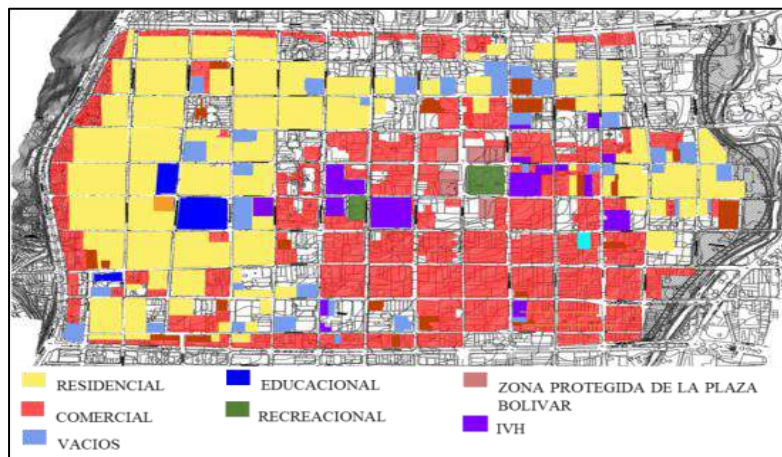 RESIDENCIAL
EDUCACIONAL
ZONA PROTEGIDA DE LA PLAZA
BOLIVAR
COMERCIAL
RECREACIONAL
IVH
VACIOS